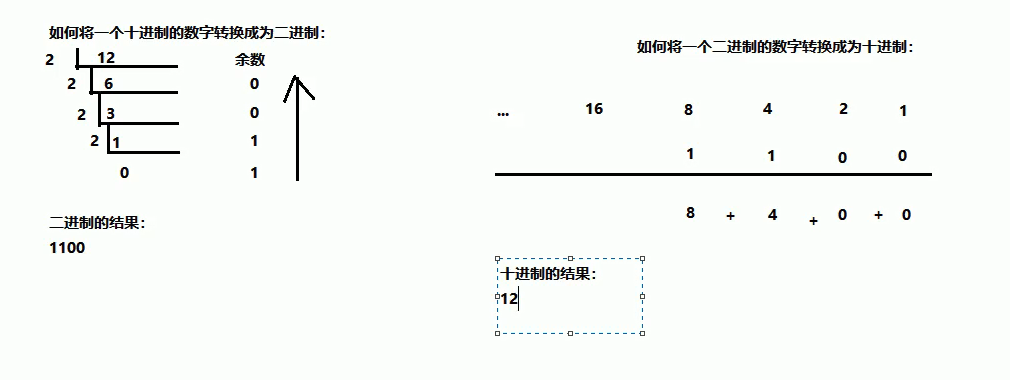 如何将一个十进制的数字转换成为二进制：
2 12 余数
2 6 0
2 3 0
2 1 1
0 1
二进制的结果：
1100
如何将一个二进制的数字转换成为十进制：
... 16 8 4 2 1
1 1 0 0
8 + 4 + 0 + 0
十进制的结果：
12